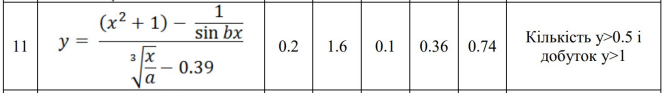 11 y = ((x² + 1) − 1/(sin bx)) / (∛(x/a) − 0.39) 0.2 1.6 0.1 0.36 0.74 Кількість y>0.5 і
добуток y>1